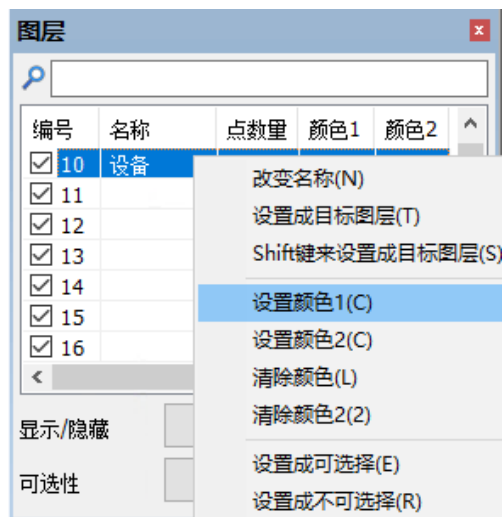 图层
编号 名称 点数量 颜色1 颜色2
10 设备
11
12
13
14
15
16
改变名称(N)
设置成目标图层(T)
Shift键来设置成目标图层(S)
设置颜色1(C)
设置颜色2(C)
清除颜色(L)
清除颜色2(2)
设置成可选择(E)
设置成不可选择(R)
显示/隐藏
可选性